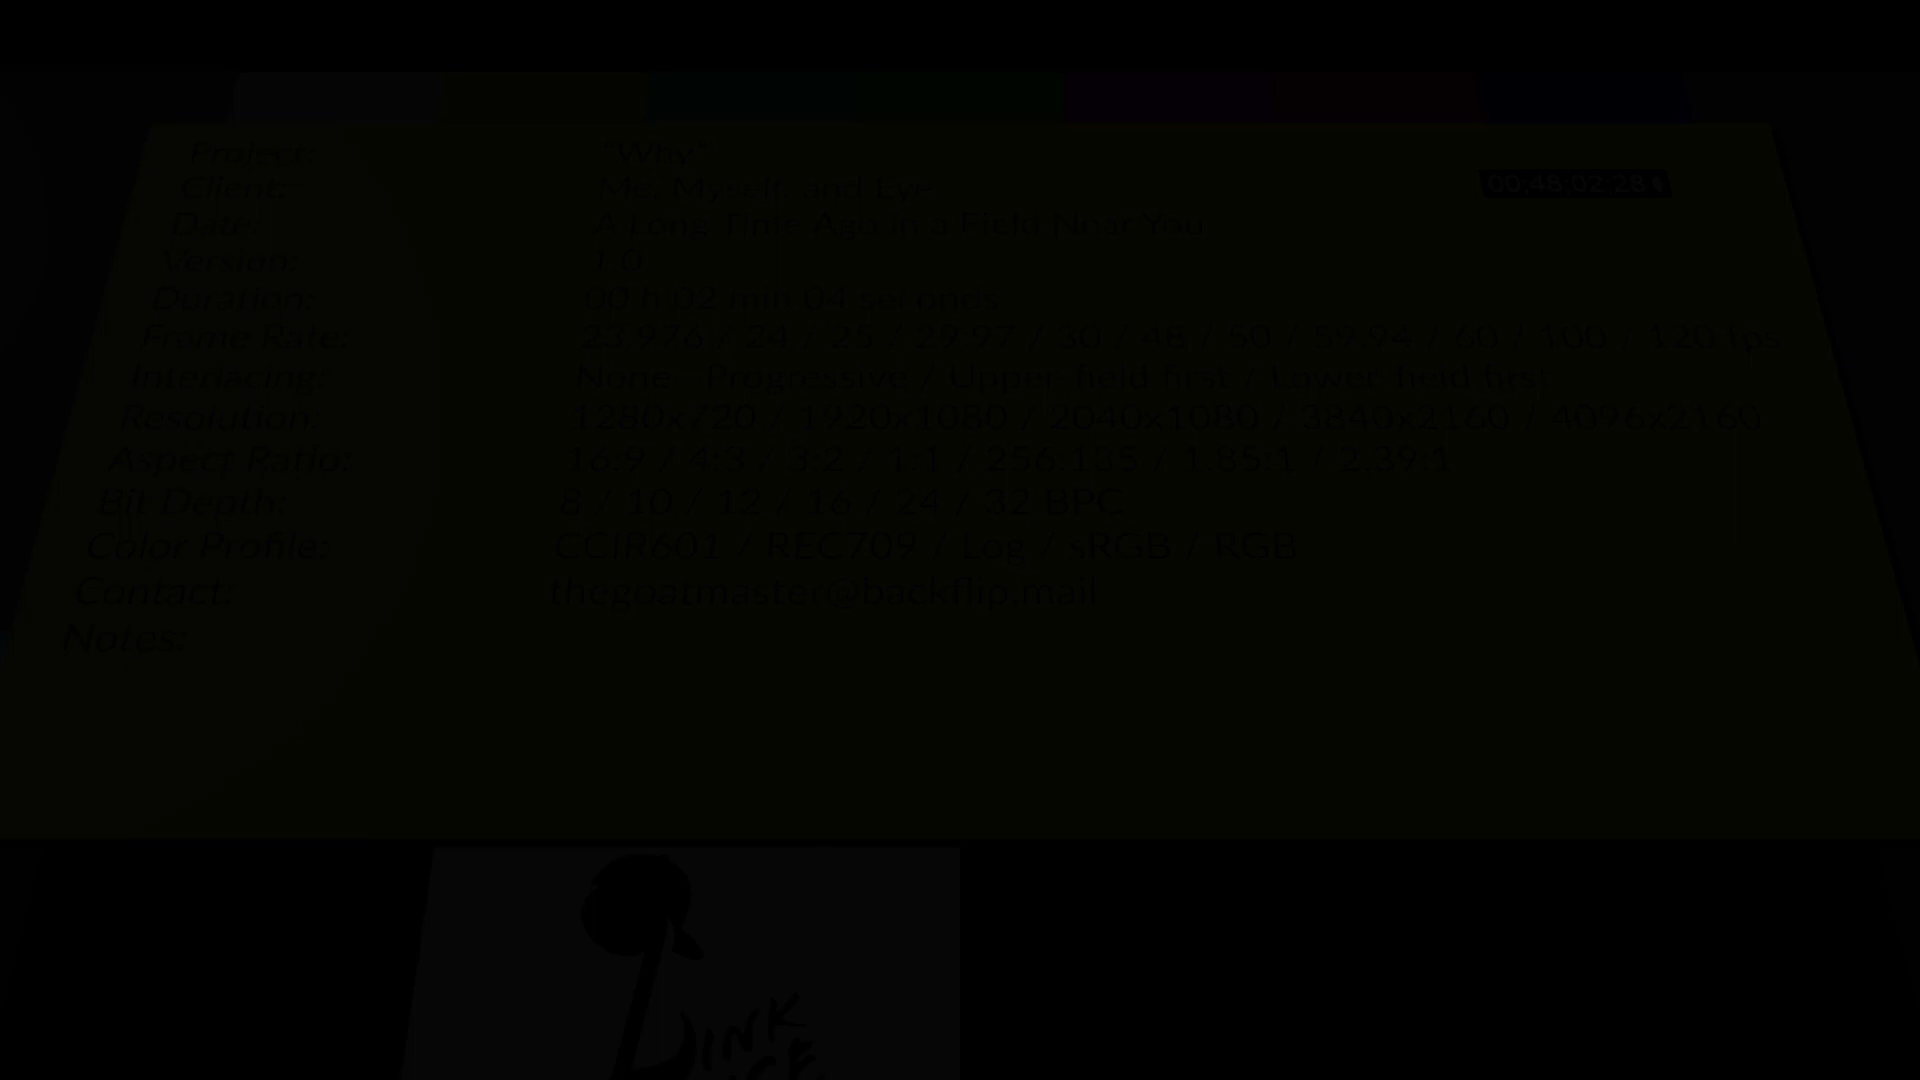 Project: "Why"
Client: Me, Myself, and Eye
00;48;02;28
Date: A Long Time Ago in a Field Near You
Version: 1.0
Duration: 00 h 02 min 04 seconds
Frame Rate: 23.976 / 24 / 25 / 29.97 / 30 / 48 / 50 / 59.94 / 60 / 100 / 120 fps
Interlacing: None - Progressive / Upper-field first / Lower-field first
Resolution: 1280x720 / 1920x1080 / 2040x1080 / 3840x2160 / 4096x2160
Aspect Ratio: 16:9 / 4:3 / 3:2 / 1:1 / 256:135 / 1.85:1 / 2.39:1
Bit Depth: 8 / 10 / 12 / 16 / 24 / 32 BPC
Color Profile: CCIR601 / REC709 / Log / sRGB / RGB
Contact: thegoatmaster@backflip.mail
Notes: